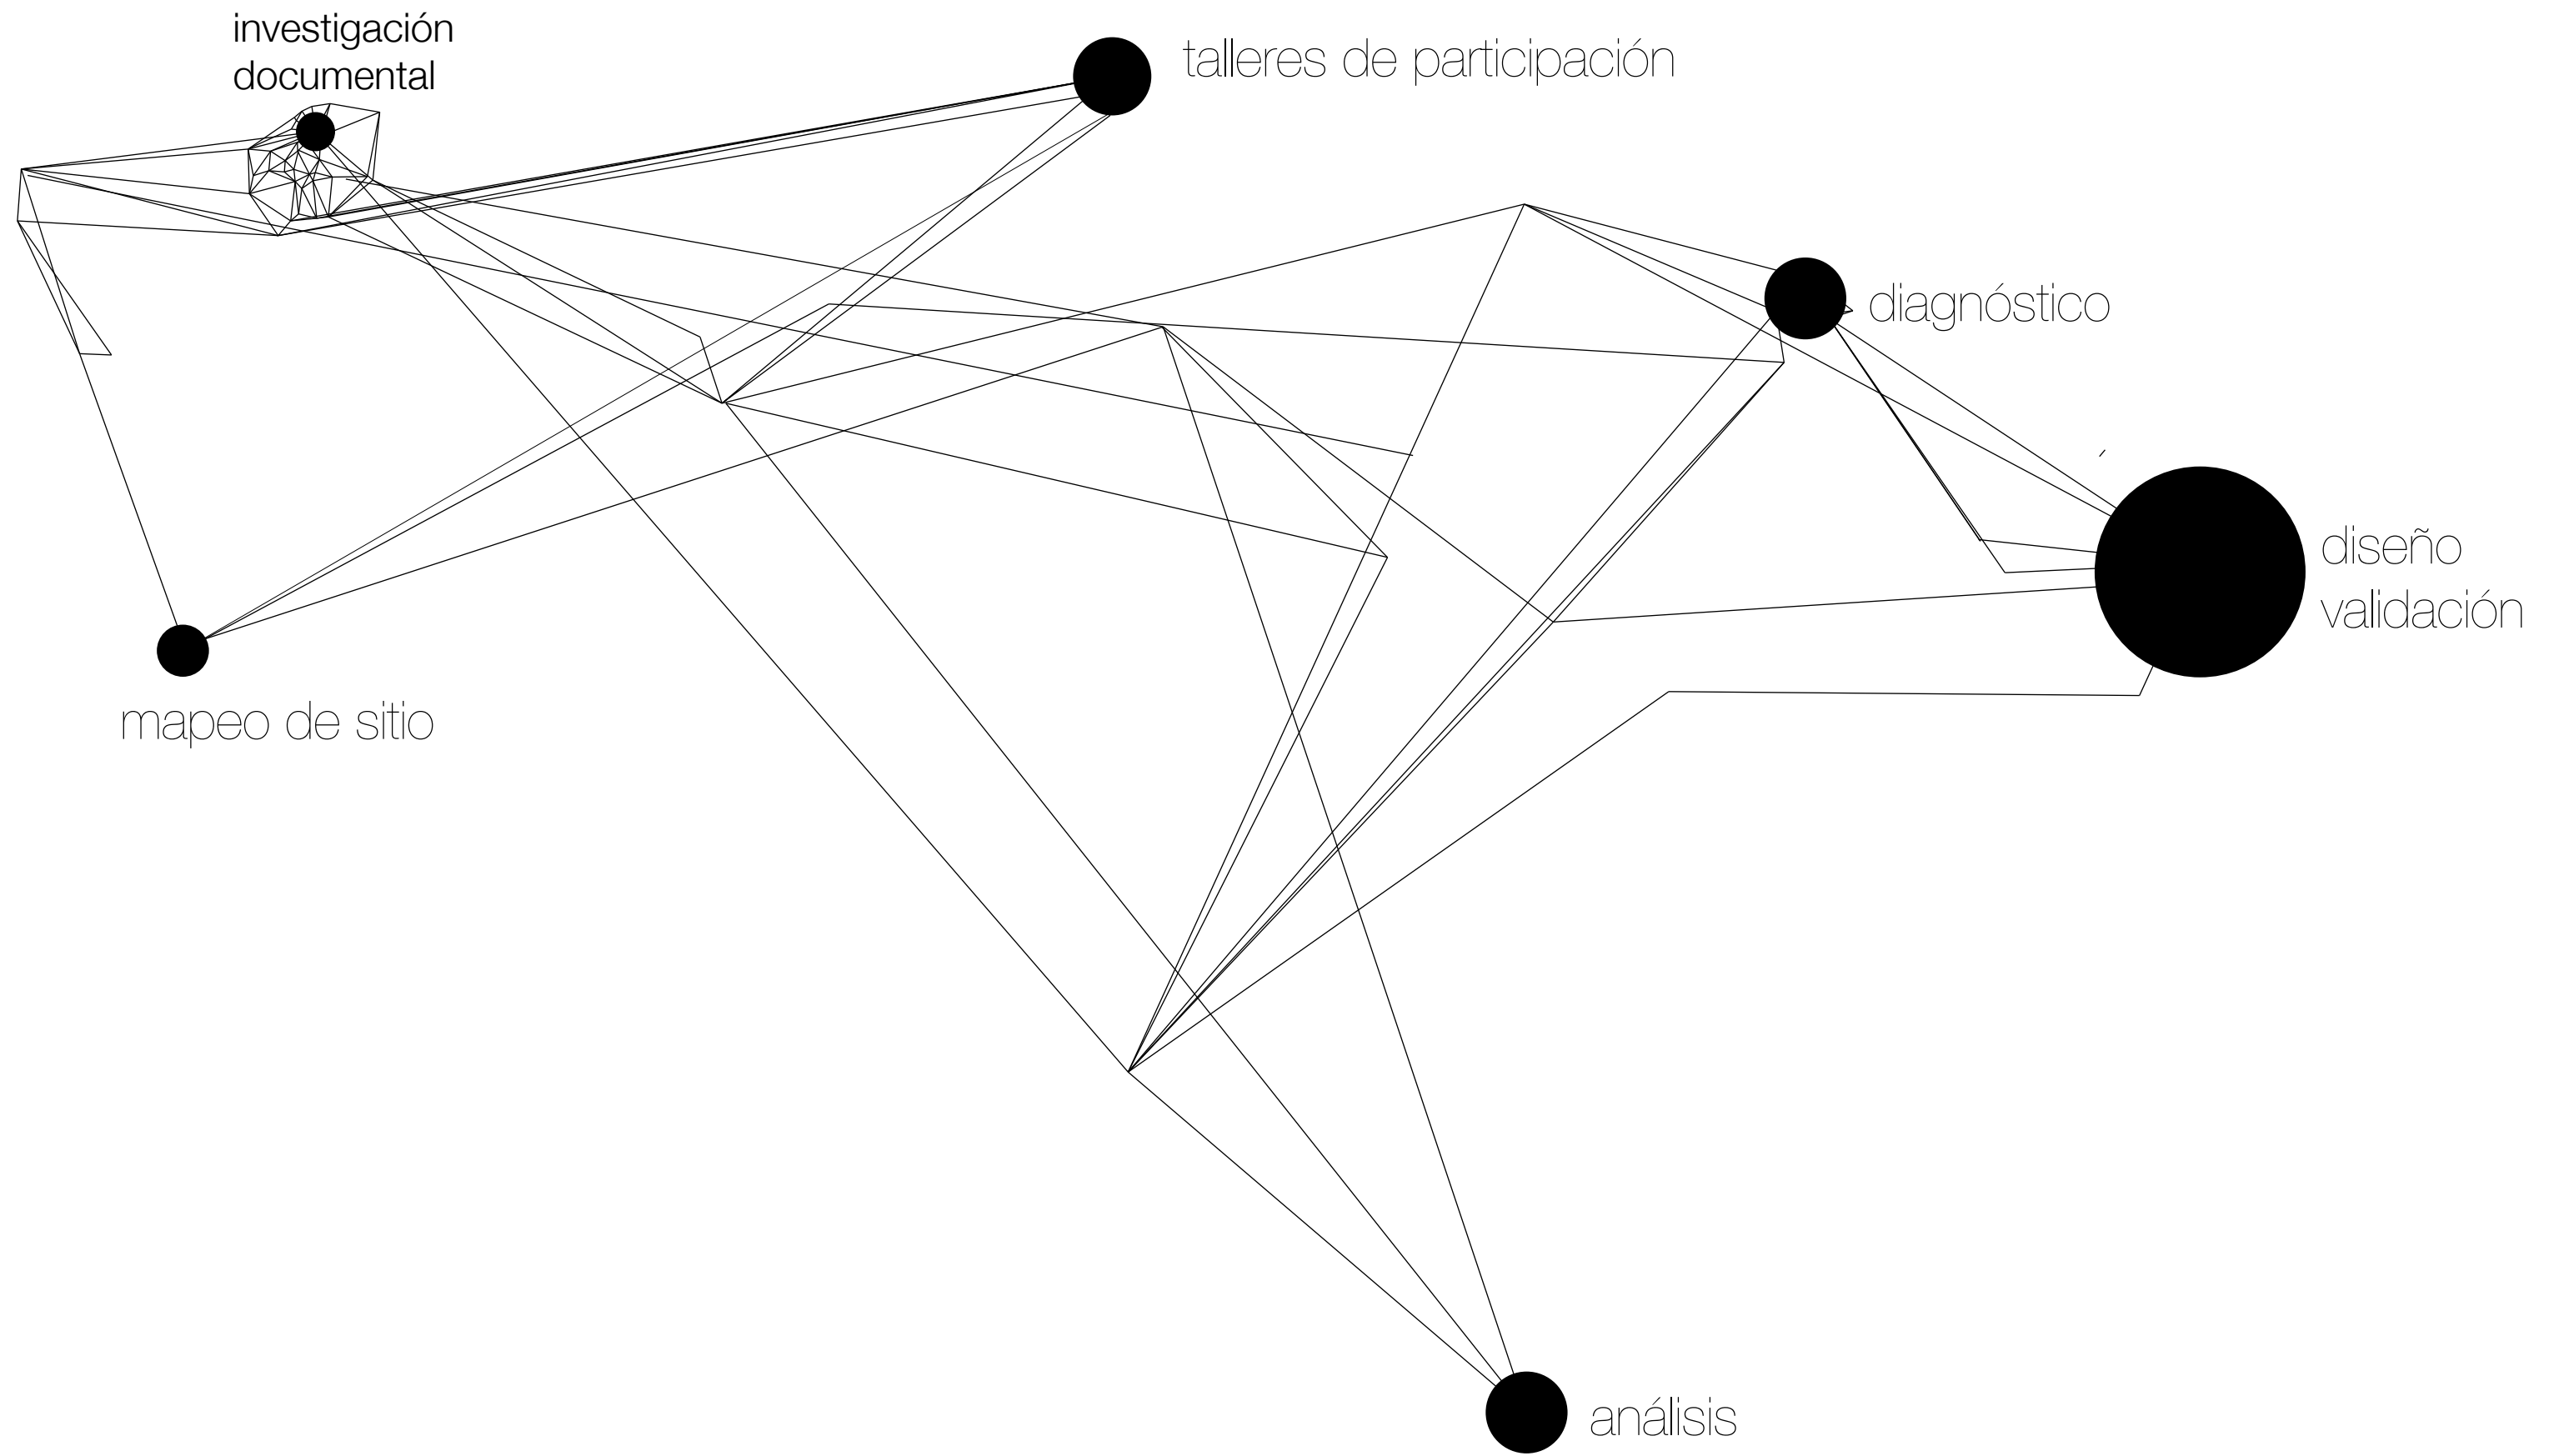 investigación
documental
talleres de participación
diagnóstico
diseño
validación
mapeo de sitio
análisis